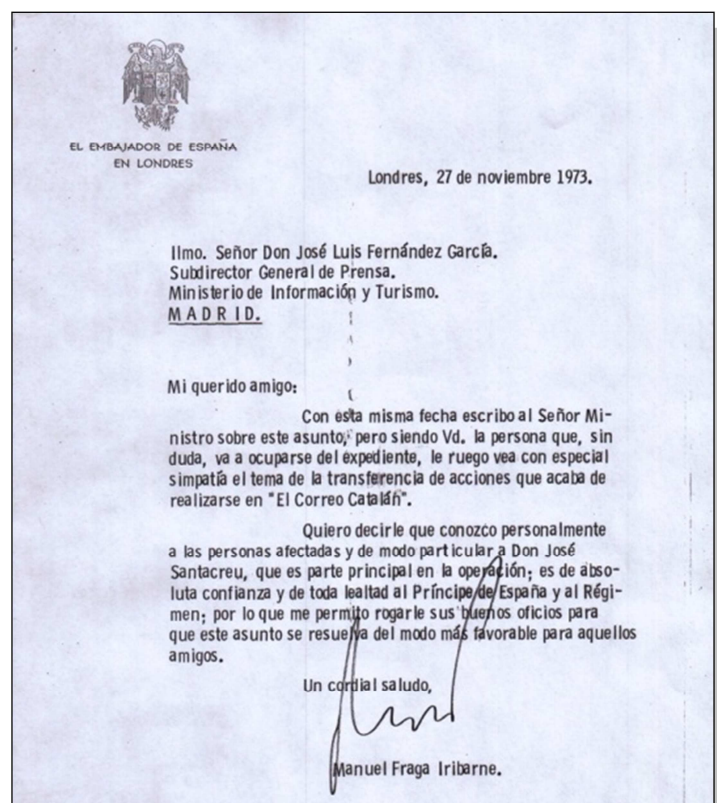 EL EMBAJADOR DE ESPAÑA
EN LONDRES
Londres, 27 de noviembre 1973.
Ilmo. Señor Don José Luis Fernández García.
Subdirector General de Prensa.
Ministerio de Información y Turismo.
M A D R I D.
Mi querido amigo:
Con esta misma fecha escribo al Señor Mi-
nistro sobre este asunto, pero siendo Vd. la persona que, sin
duda, va a ocuparse del expediente, le ruego vea con especial
simpatía el tema de la transferencia de acciones que acaba de
realizarse en "El Correo Catalán".
Quiero decirle que conozco personalmente
a las personas afectadas y de modo particular a Don José
Santacreu, que es parte principal en la operación; es de abso-
luta confianza y de toda lealtad al Príncipe de España y al Régi-
men; por lo que me permito rogarle sus buenos oficios para
que este asunto se resuelva del modo más favorable para aquellos
amigos.
Un cordial saludo,
Manuel Fraga Iribarne.